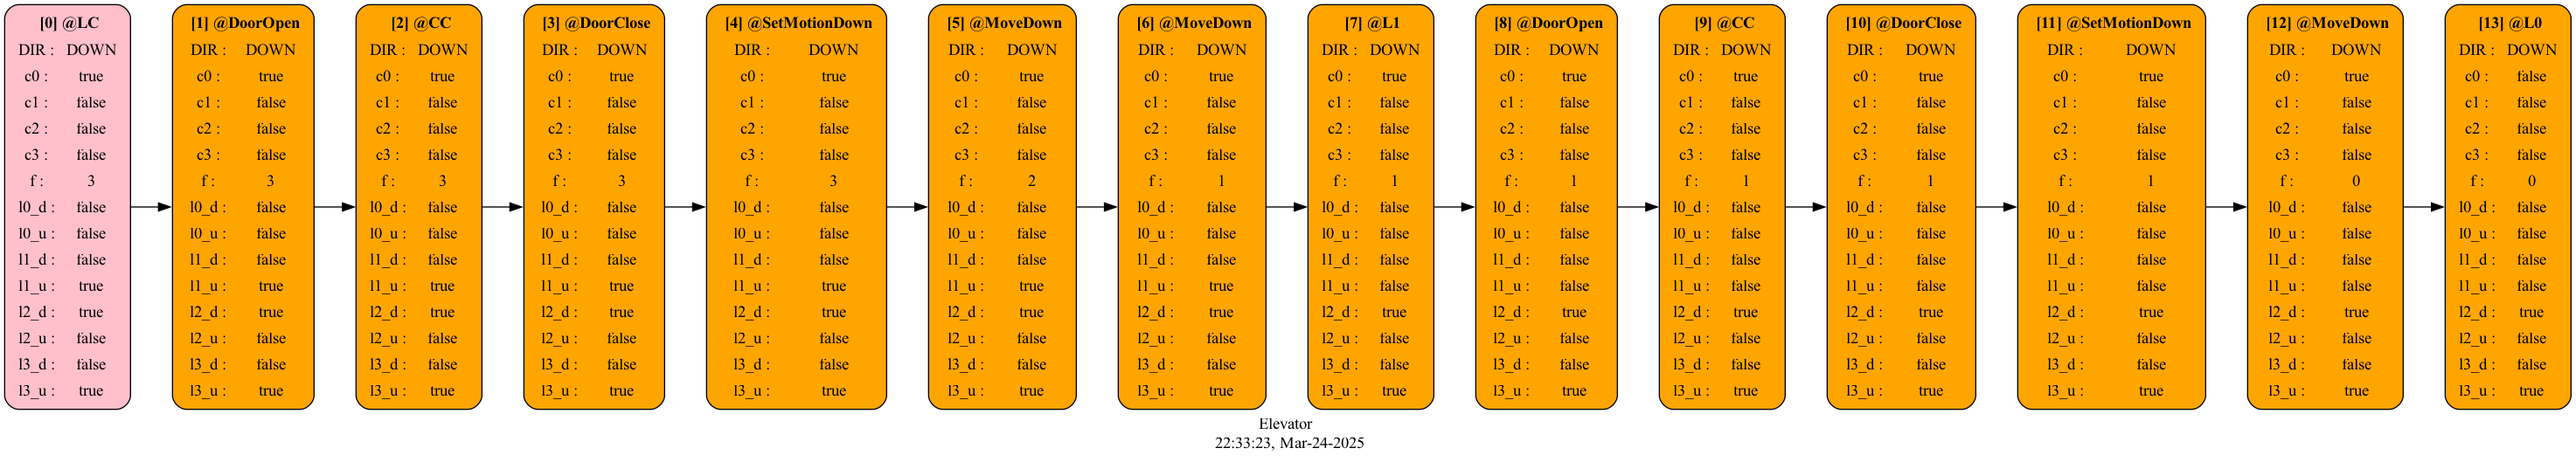 [0] @LC
DIR : DOWN
c0 : true
c1 : false
c2 : false
c3 : false
f : 3
l0_d : false
l0_u : false
l1_d : false
l1_u : true
l2_d : true
l2_u : false
l3_d : false
l3_u : true
[1] @DoorOpen
DIR : DOWN
c0 : true
c1 : false
c2 : false
c3 : false
f : 3
l0_d : false
l0_u : false
l1_d : false
l1_u : true
l2_d : true
l2_u : false
l3_d : false
l3_u : true
[2] @CC
DIR : DOWN
c0 : true
c1 : false
c2 : false
c3 : false
f : 3
l0_d : false
l0_u : false
l1_d : false
l1_u : true
l2_d : true
l2_u : false
l3_d : false
l3_u : true
[3] @DoorClose
DIR : DOWN
c0 : true
c1 : false
c2 : false
c3 : false
f : 3
l0_d : false
l0_u : false
l1_d : false
l1_u : true
l2_d : true
l2_u : false
l3_d : false
l3_u : true
[4] @SetMotionDown
DIR : DOWN
c0 : true
c1 : false
c2 : false
c3 : false
f : 3
l0_d : false
l0_u : false
l1_d : false
l1_u : true
l2_d : true
l2_u : false
l3_d : false
l3_u : true
[5] @MoveDown
DIR : DOWN
c0 : true
c1 : false
c2 : false
c3 : false
f : 2
l0_d : false
l0_u : false
l1_d : false
l1_u : true
l2_d : true
l2_u : false
l3_d : false
l3_u : true
[6] @MoveDown
DIR : DOWN
c0 : true
c1 : false
c2 : false
c3 : false
f : 1
l0_d : false
l0_u : false
l1_d : false
l1_u : true
l2_d : true
l2_u : false
l3_d : false
l3_u : true
[7] @L1
DIR : DOWN
c0 : true
c1 : false
c2 : false
c3 : false
f : 1
l0_d : false
l0_u : false
l1_d : false
l1_u : false
l2_d : true
l2_u : false
l3_d : false
l3_u : true
[8] @DoorOpen
DIR : DOWN
c0 : true
c1 : false
c2 : false
c3 : false
f : 1
l0_d : false
l0_u : false
l1_d : false
l1_u : false
l2_d : true
l2_u : false
l3_d : false
l3_u : true
[9] @CC
DIR : DOWN
c0 : true
c1 : false
c2 : false
c3 : false
f : 1
l0_d : false
l0_u : false
l1_d : false
l1_u : false
l2_d : true
l2_u : false
l3_d : false
l3_u : true
[10] @DoorClose
DIR : DOWN
c0 : true
c1 : false
c2 : false
c3 : false
f : 1
l0_d : false
l0_u : false
l1_d : false
l1_u : false
l2_d : true
l2_u : false
l3_d : false
l3_u : true
[11] @SetMotionDown
DIR : DOWN
c0 : true
c1 : false
c2 : false
c3 : false
f : 1
l0_d : false
l0_u : false
l1_d : false
l1_u : false
l2_d : true
l2_u : false
l3_d : false
l3_u : true
[12] @MoveDown
DIR : DOWN
c0 : true
c1 : false
c2 : false
c3 : false
f : 0
l0_d : false
l0_u : false
l1_d : false
l1_u : false
l2_d : true
l2_u : false
l3_d : false
l3_u : true
[13] @L0
DIR : DOWN
c0 : false
c1 : false
c2 : false
c3 : false
f : 0
l0_d : false
l0_u : false
l1_d : false
l1_u : false
l2_d : true
l2_u : false
l3_d : false
l3_u : true
Elevator
22:33:23, Mar-24-2025